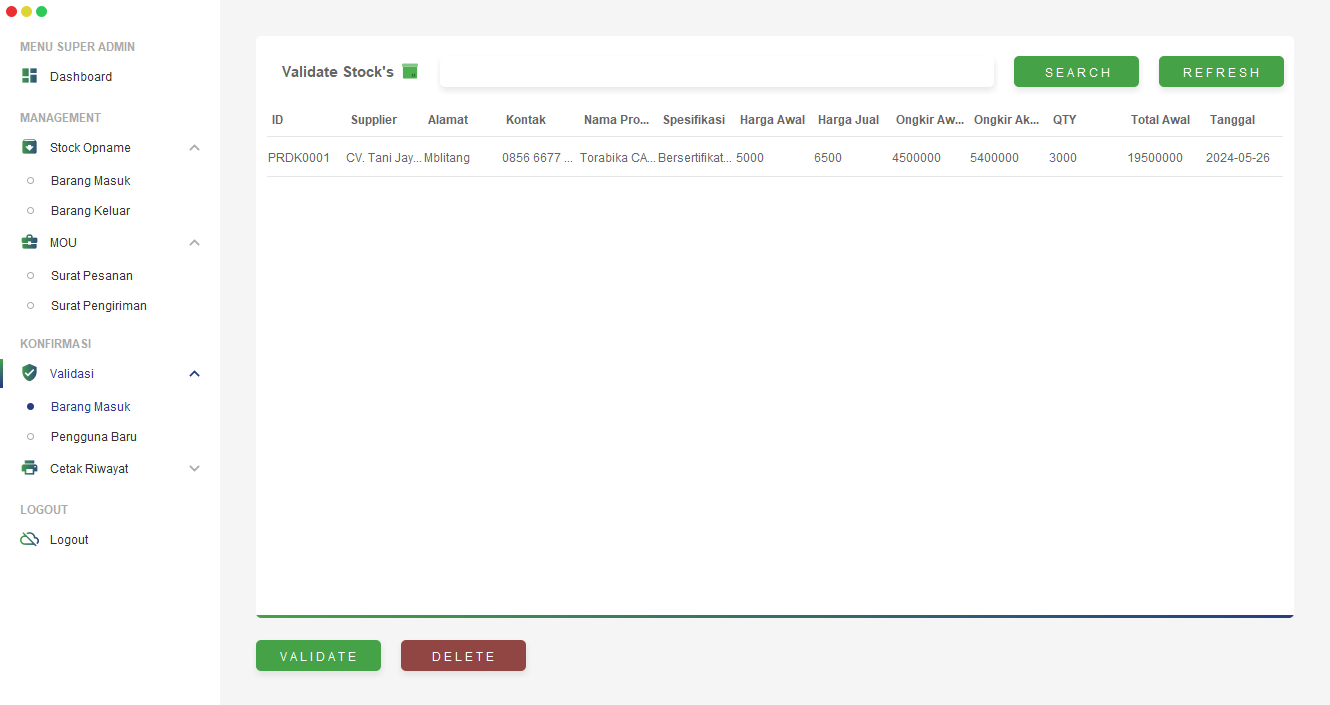 MENU SUPER ADMIN
Dashboard
MANAGEMENT
Stock Opname
Barang Masuk
Barang Keluar
MOU
Surat Pesanan
Surat Pengiriman
KONFIRMASI
Validasi
Barang Masuk
Pengguna Baru
Cetak Riwayat
LOGOUT
Logout
Validate Stock's SEARCH REFRESH
ID Supplier Alamat Kontak Nama Pro... Spesifikasi Harga Awal Harga Jual Ongkir Aw... Ongkir Ak... QTY Total Awal Tanggal
PRDK0001 CV. Tani Jay... Mblitang 0856 6677 ... Torabika CA... Bersertifikat... 5000 6500 4500000 5400000 3000 19500000 2024-05-26
VALIDATE DELETE